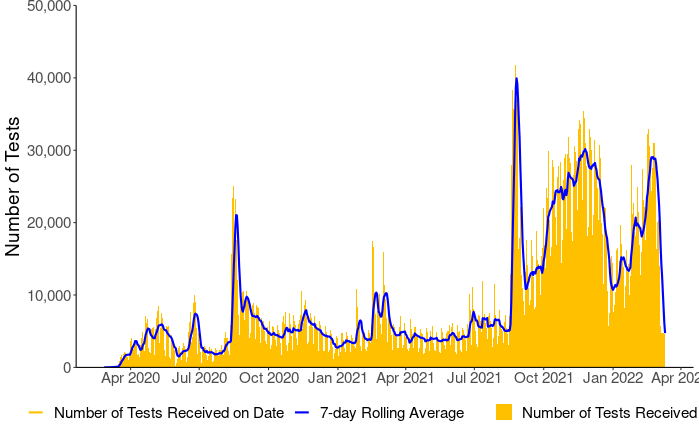 50,000
40,000
30,000
20,000
10,000
0
Number of Tests
Apr 2020 Jul 2020 Oct 2020 Jan 2021 Apr 2021 Jul 2021 Oct 2021 Jan 2022 Apr 202
Number of Tests Received on Date 7-day Rolling Average Number of Tests Received